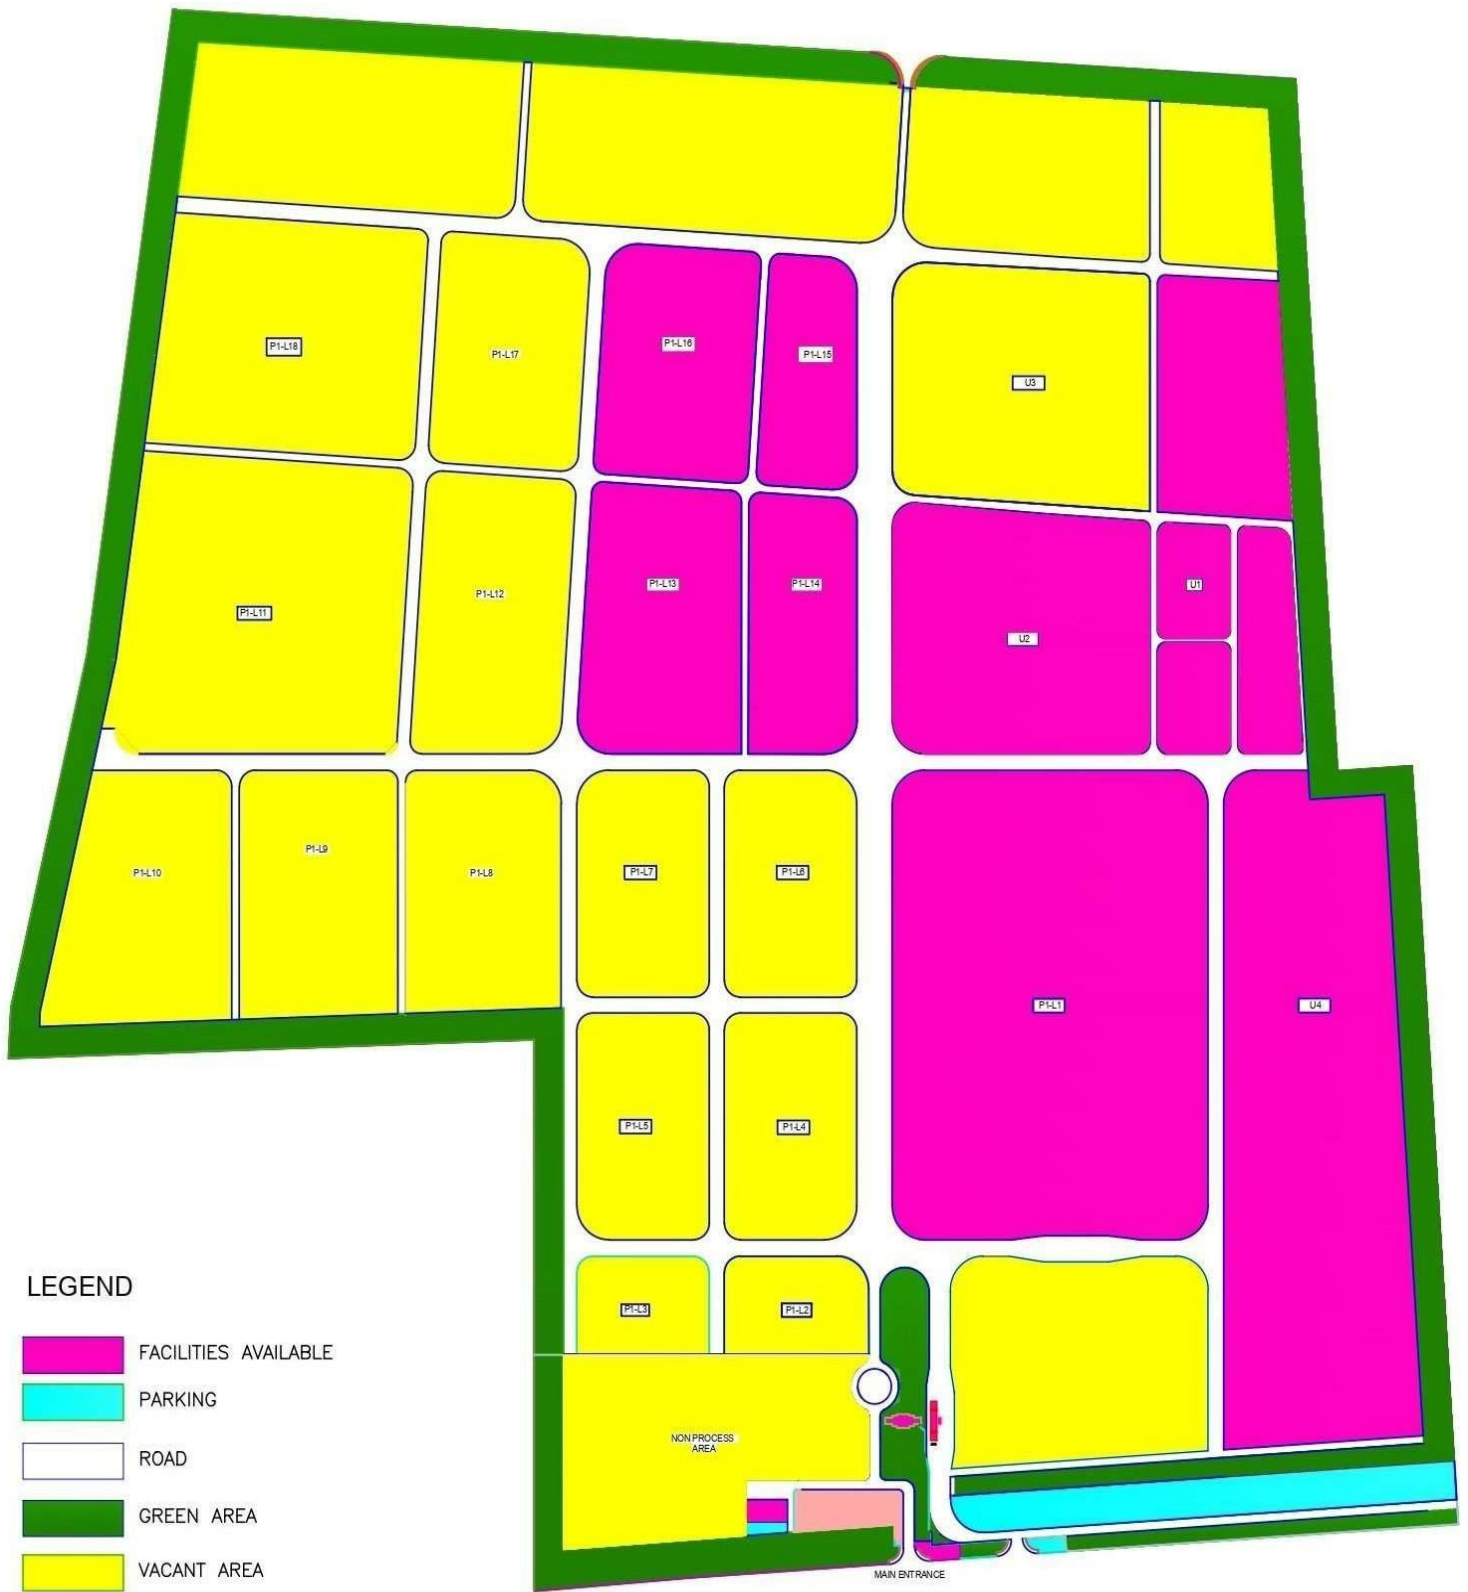 P1-L18
P1-L17
P1-L16
P1-L15
U3
P1-L11
P1-L12
P1-L13
P1-L14
U2
U1
P1-L10
P1-L9
P1-L8
P1-L7
P1-L6
P1-L1
U4
P1-L5
P1-L4
P1-L3
P1-L2
NON PROCESS
AREA
MAIN ENTRANCE
LEGEND
FACILITIES AVAILABLE
PARKING
ROAD
GREEN AREA
VACANT AREA